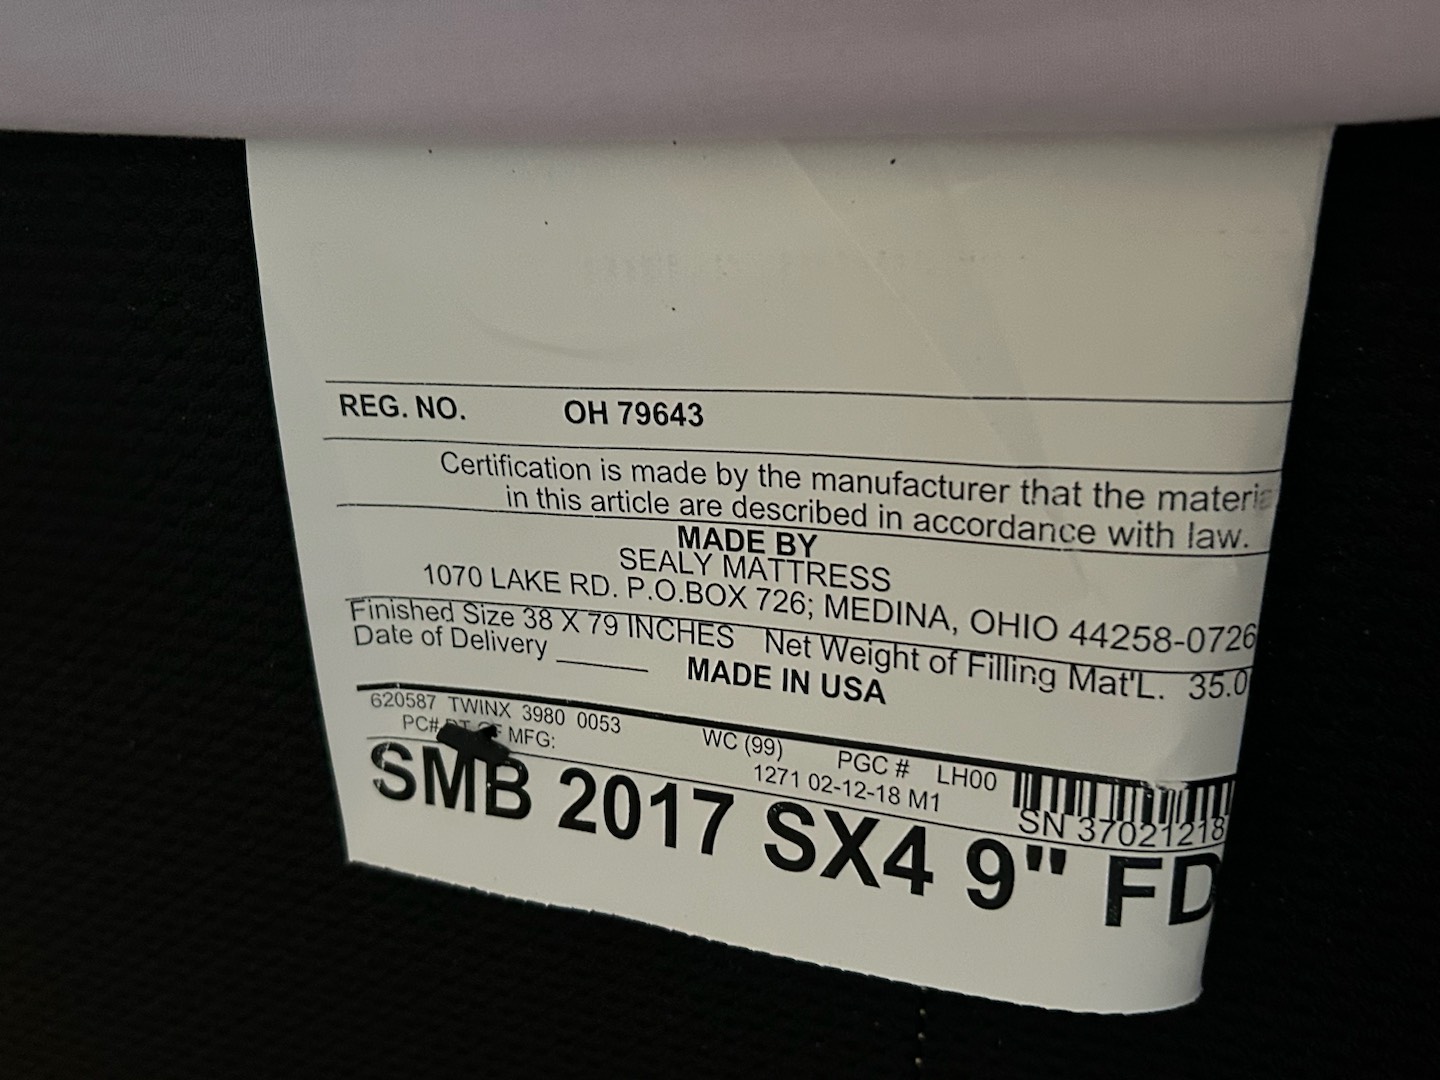 REG. NO. OH 79643
Certification is made by the manufacturer that the
in this article are described in accordance with law.
MADE BY
SEALY MATTRESS
1070 LAKE RD. P.O.BOX 726; MEDINA, OHIO 44258-0726
Finished Size 38 X 79 INCHES Net Weight of Filling Mat'L. 35.0
Date of Delivery
MADE IN USA
620587 TWINX 3980 0053 WC (99) PGC # LH00
PC# MFG: 1271 02-12-18 M1
SN 37021218
SMB 2017 SX4 9" FD